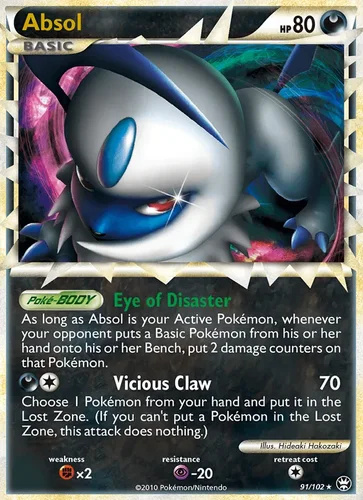 Absol HP 80
BASIC
Poké-BODY Eye of Disaster
As long as Absol is your Active Pokémon, whenever
your opponent puts a Basic Pokémon from his or her
hand onto his or her Bench, put 2 damage counters on
that Pokémon.
Vicious Claw 70
Choose 1 Pokémon from your hand and put it in the
Lost Zone. (If you can't put a Pokémon in the Lost
Zone, this attack does nothing.)
Illus. Hideaki Hakozaki
weakness resistance retreat cost
×2 -20
©2010 Pokémon/Nintendo 91/102 ★